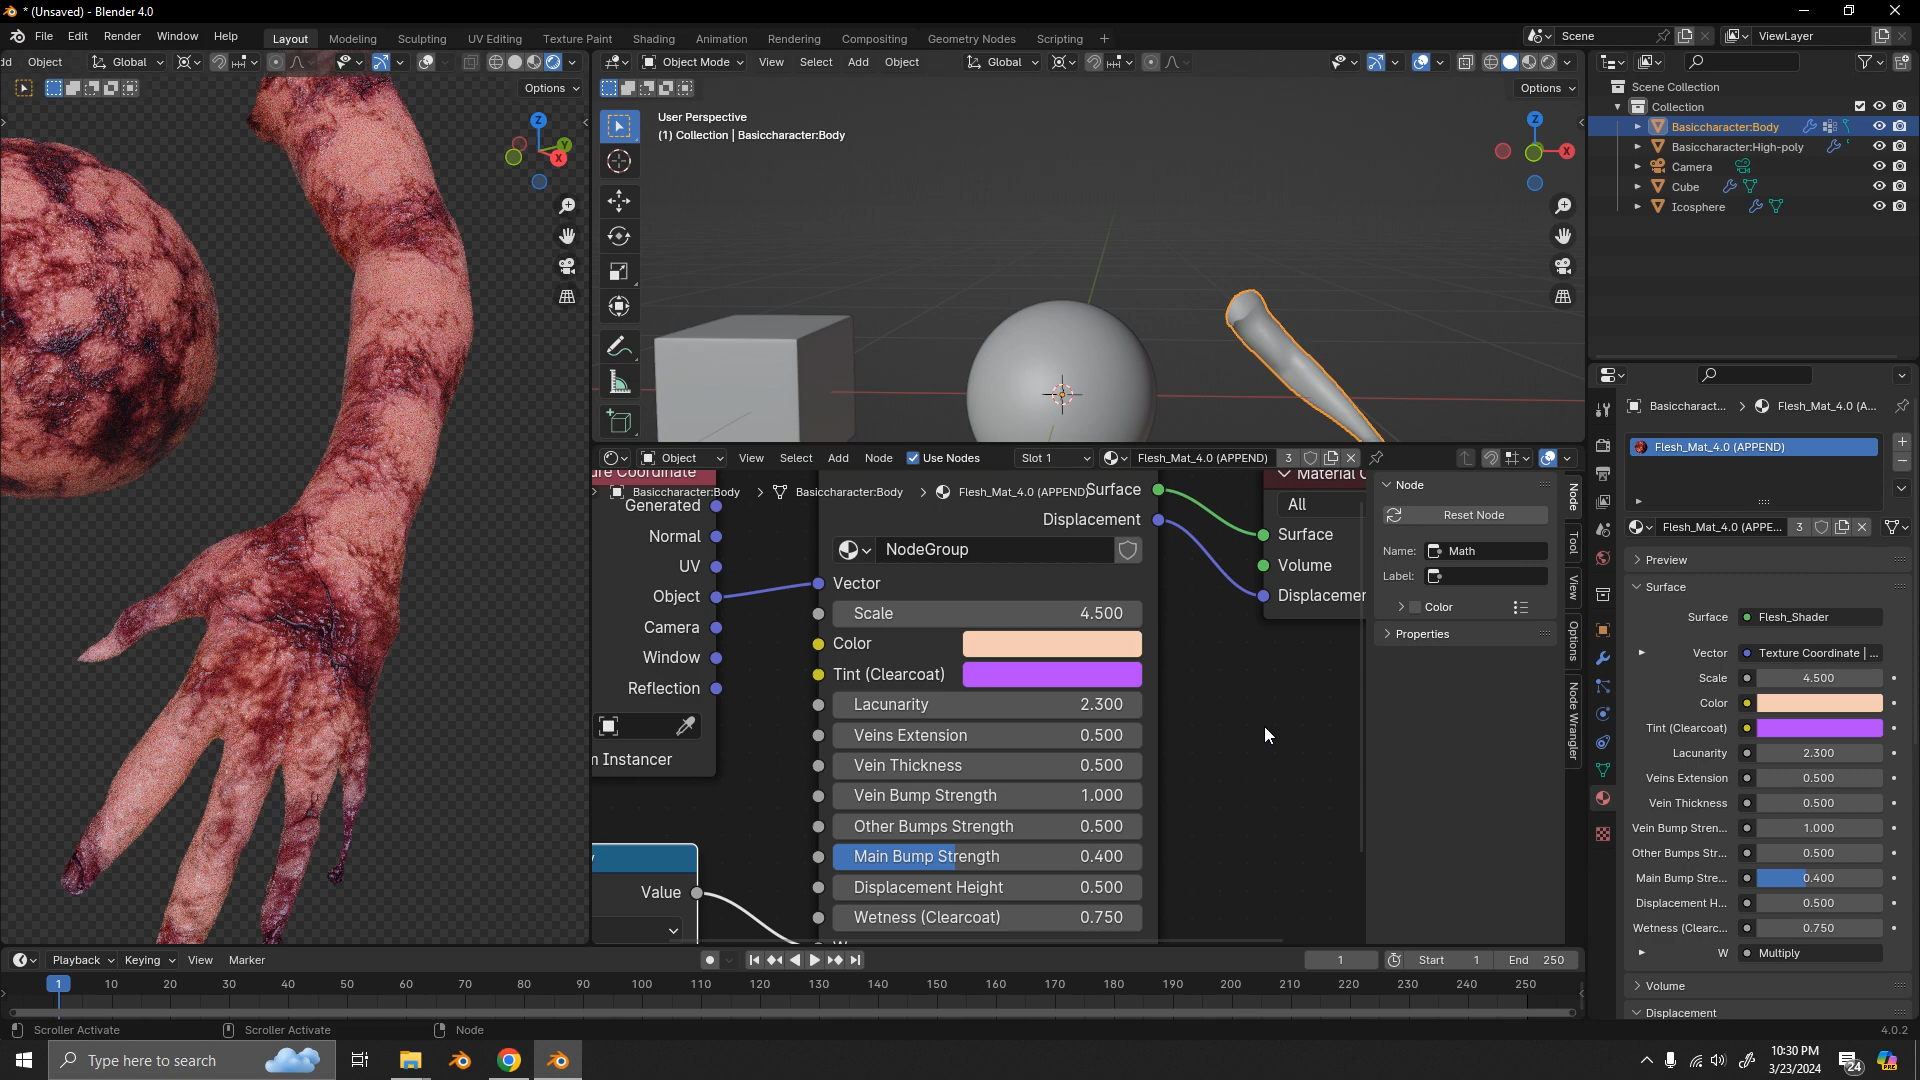 * (Unsaved) - Blender 4.0
File Edit Render Window Help
Layout Modeling Sculpting UV Editing Texture Paint Shading Animation Rendering Compositing Geometry Nodes Scripting +
Scene
ViewLayer
dd Object Global
Options
Object Mode View Select Add Object Global
Options
User Perspective
(1) Collection | Basiccharacter:Body
Z
Y
X
Z
X
Scene Collection
Collection
Basiccharacter:Body
Basiccharacter:High-poly
Camera
Cube
Icosphere
Object View Select Add Node Use Nodes Slot 1 Flesh_Mat_4.0 (APPEND) 3
ure Coordinate
Basiccharacter:Body > Basiccharacter:Body > Flesh_Mat_4.0 (APPEND)
Generated
Normal
UV
Object
Camera
Window
Reflection
n Instancer
Value
Surface
Displacement
NodeGroup
Vector
Scale 4.500
Color
Tint (Clearcoat)
Lacunarity 2.300
Veins Extension 0.500
Vein Thickness 0.500
Vein Bump Strength 1.000
Other Bumps Strength 0.500
Main Bump Strength 0.400
Displacement Height 0.500
Wetness (Clearcoat) 0.750
Material
All
Surface
Volume
Displacemer
Node
Reset Node
Name: Math
Label:
Color
Properties
Node
Tool
View
Options
Node Wrangler
Basiccharact... > Flesh_Mat_4.0 (A...
Flesh_Mat_4.0 (APPEND)
Flesh_Mat_4.0 (APPE... 3
Preview
Surface
Surface Flesh_Shader
Vector Texture Coordinate | ...
Scale 4.500
Color
Tint (Clearcoat)
Lacunarity 2.300
Veins Extension 0.500
Vein Thickness 0.500
Vein Bump Stren... 1.000
Other Bumps Str... 0.500
Main Bump Stre... 0.400
Displacement H... 0.500
Wetness (Clearc... 0.750
W Multiply
Volume
Displacement
Playback Keying View Marker
1 Start 1 End 250
1 10 20 30 40 50 60 70 80 90 100 110 120 130 140 150 160 170 180 190 200 210 220 230 240 250
Scroller Activate Scroller Activate Node
4.0.2
Type here to search
10:30 PM
3/23/2024
24
PRE